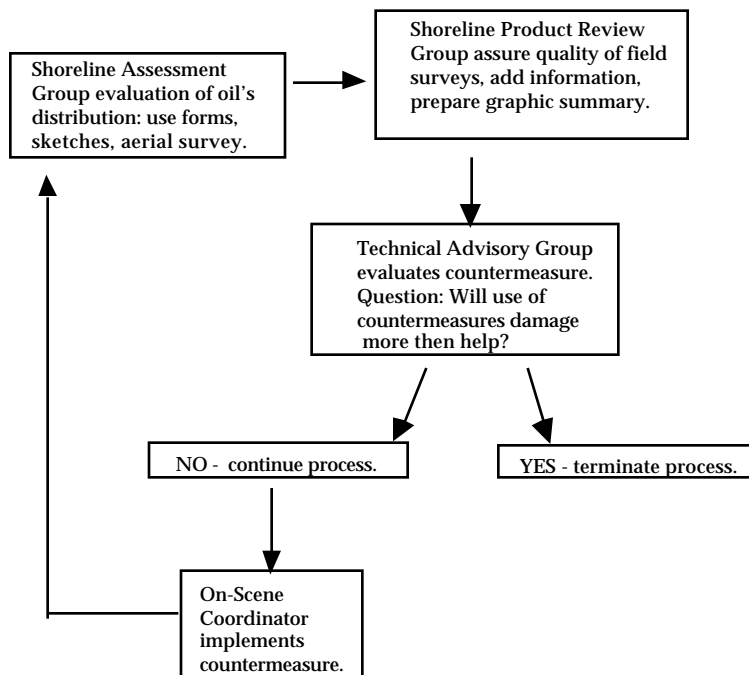 Shoreline Assessment
Group evaluation of oil's
distribution: use forms,
sketches, aerial survey.
Shoreline Product Review
Group assure quality of field
surveys, add information,
prepare graphic summary.
Technical Advisory Group
evaluates countermeasure.
Question: Will use of
countermeasures damage
more then help?
NO - continue process.
YES - terminate process.
On-Scene
Coordinator
implements
countermeasure.